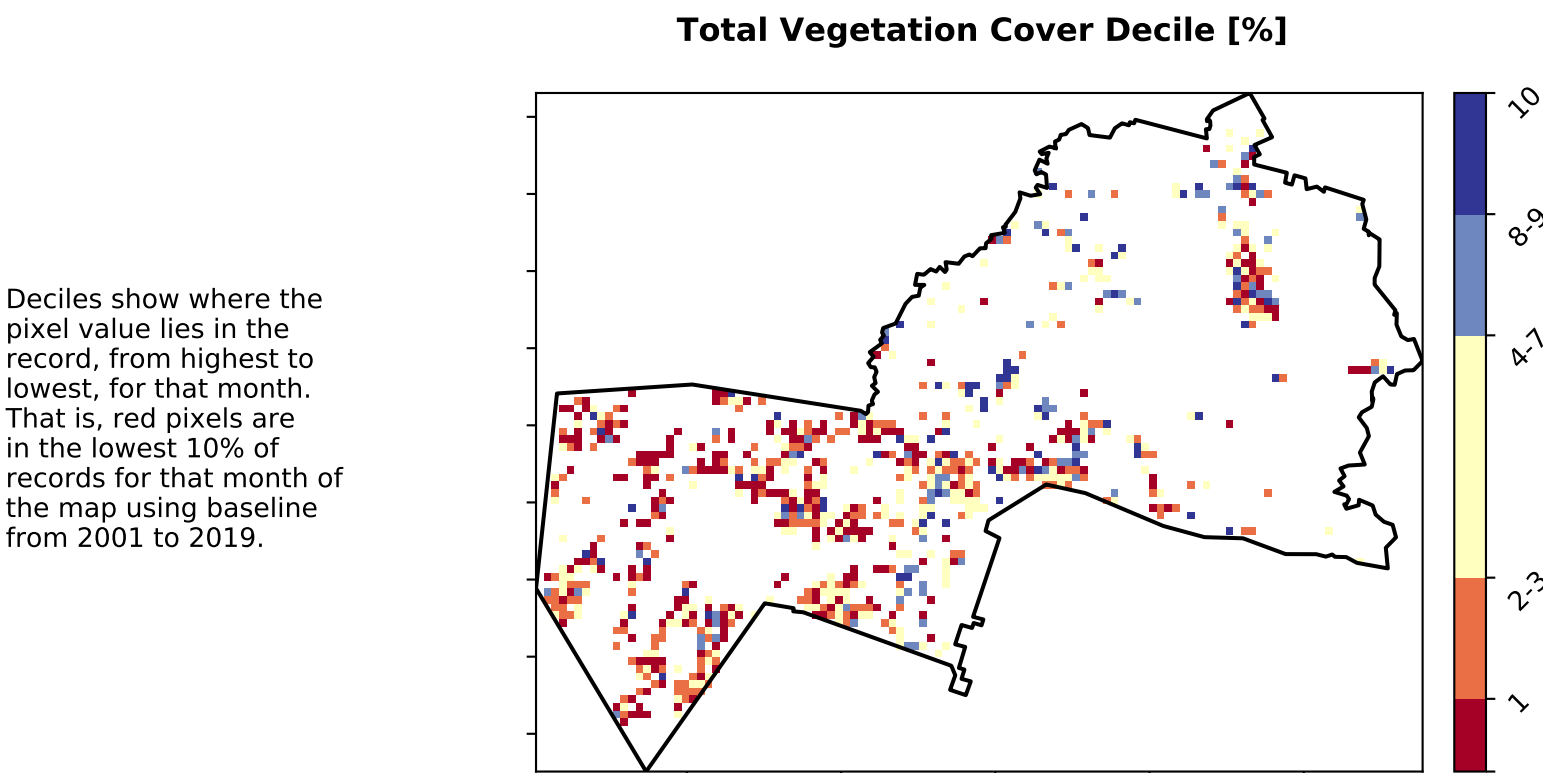 Total Vegetation Cover Decile [%]
Deciles show where the
pixel value lies in the
record, from highest to
lowest, for that month.
That is, red pixels are
in the lowest 10% of
records for that month of
the map using baseline
from 2001 to 2019.
10
8-9
4-7
2-3
1